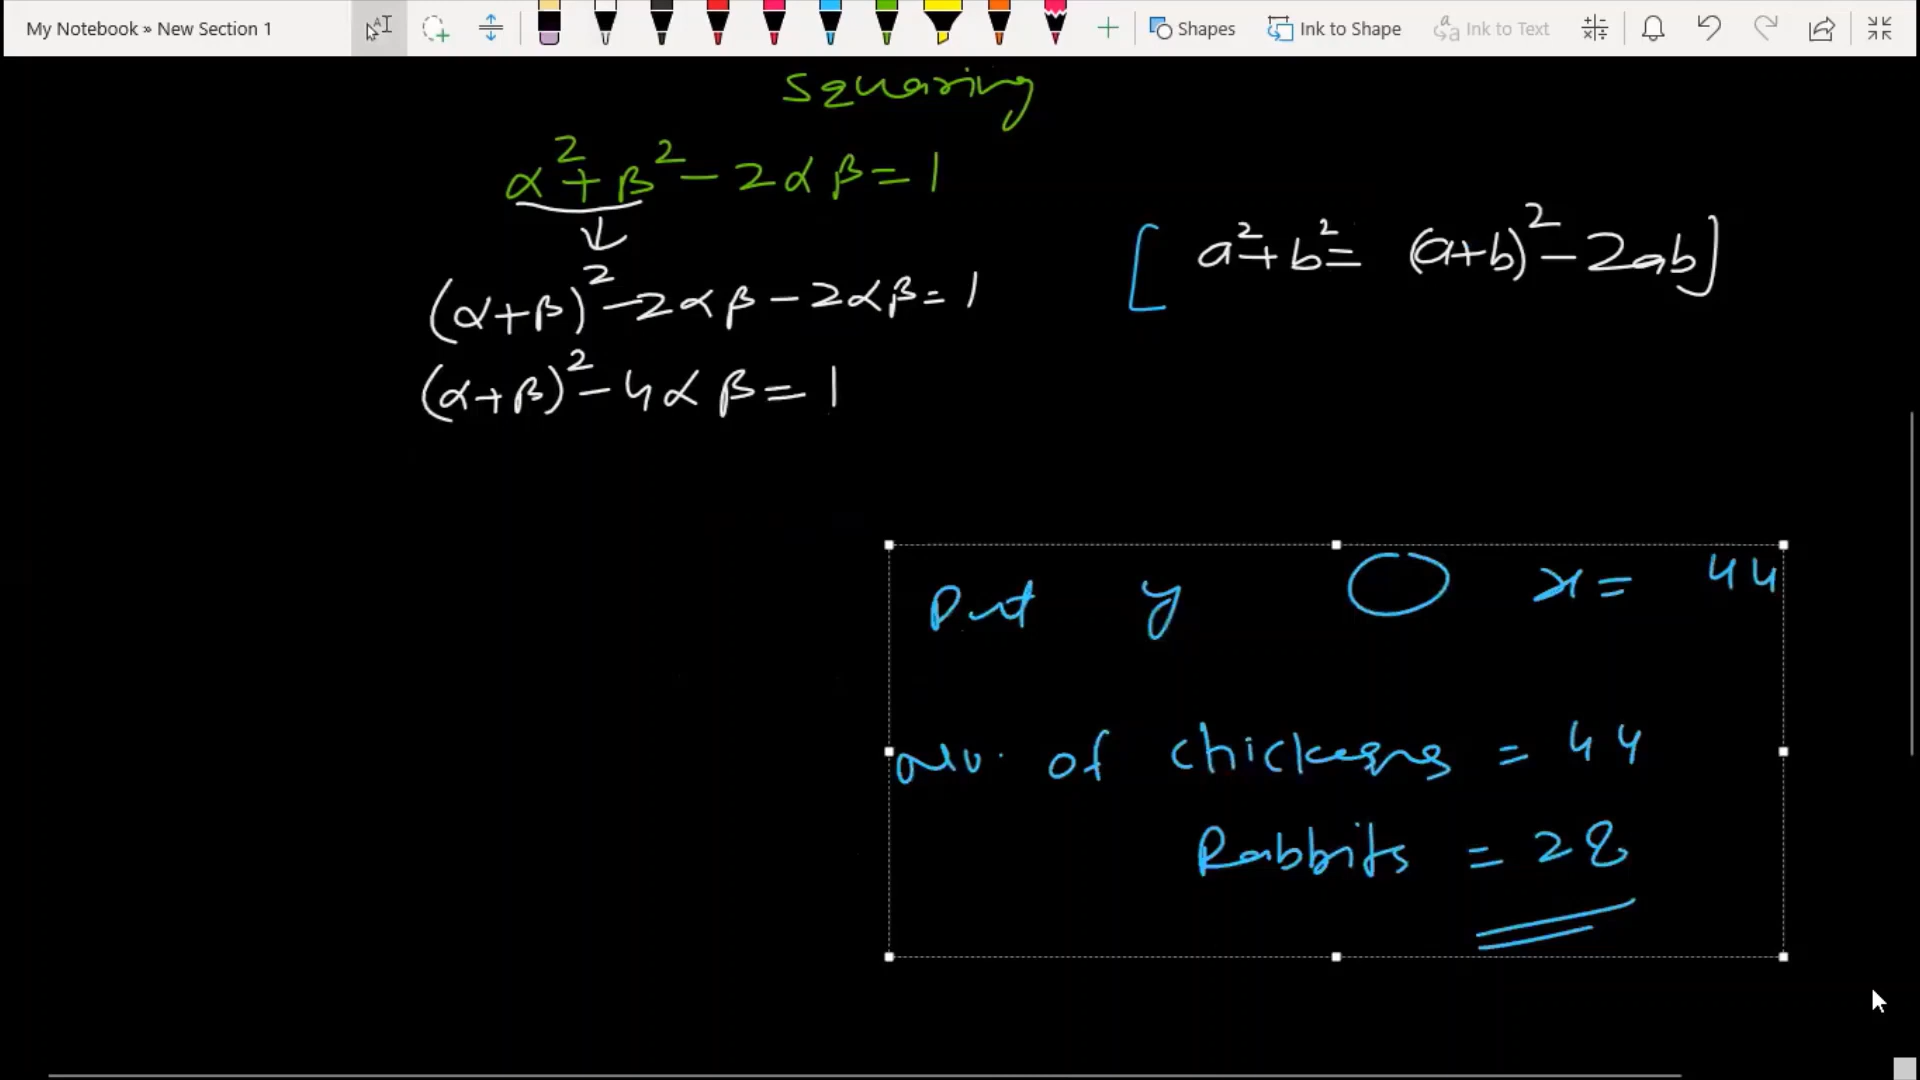 My Notebook » New Section 1
Shapes
Ink to Shape
Ink to Text
Squaring
α² + β² - 2αβ = 1
[ a² + b² = (a+b)² - 2ab]
(α+β)² - 2αβ - 2αβ = 1
(α+β)² - 4αβ = 1
Put y x = 44
No. of chickens = 44
Rabbits = 28